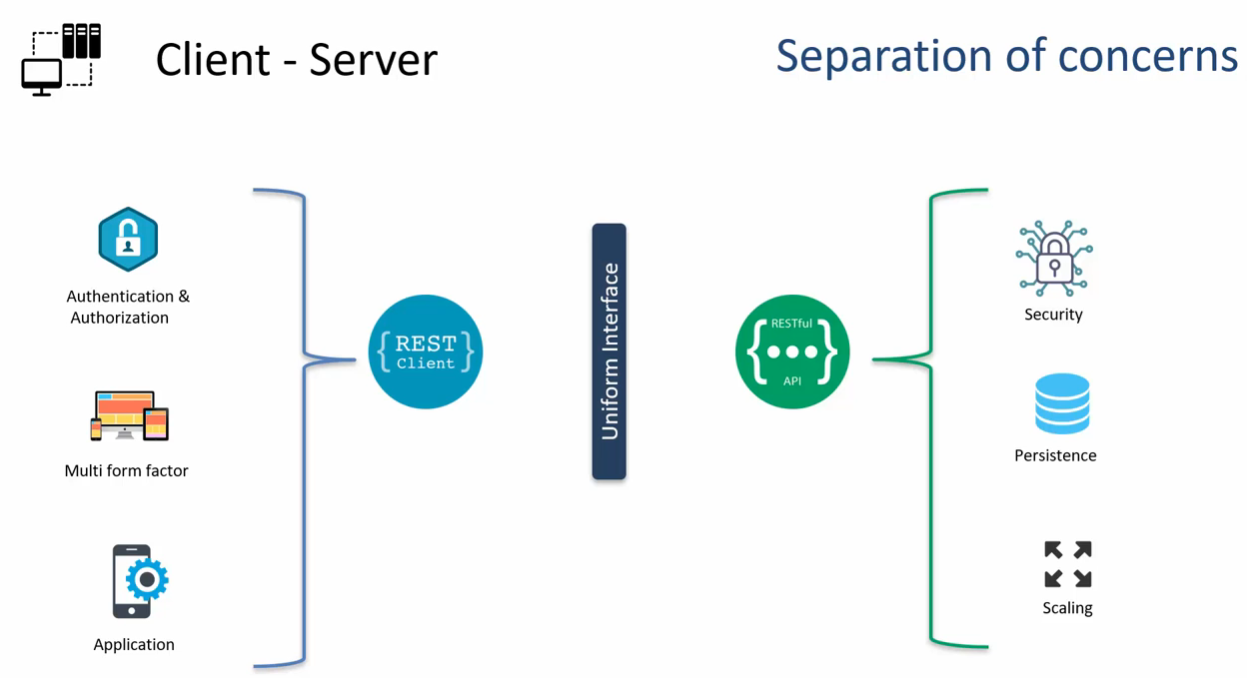 Client - Server
Separation of concerns
Authentication &
Authorization
Multi form factor
Application
{REST
Client}
Uniform Interface
RESTful
{•••}
API
Security
Persistence
Scaling